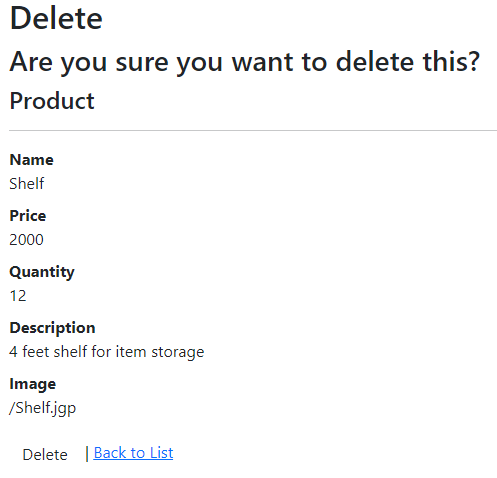 Delete
Are you sure you want to delete this?
Product
Name
Shelf
Price
2000
Quantity
12
Description
4 feet shelf for item storage
Image
/Shelf.jgp
Delete | Back to List